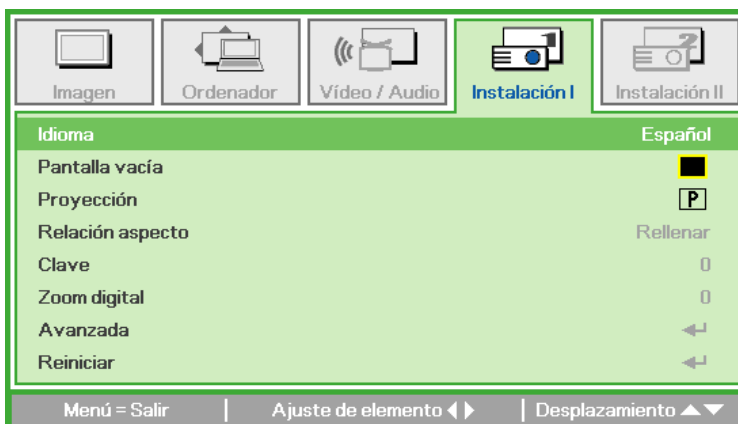 Imagen
Ordenador
Vídeo / Audio
Instalación I
Instalación II
Idioma Español
Pantalla vacía
Proyección P
Relación aspecto Rellenar
Clave 0
Zoom digital 0
Avanzada
Reiniciar
Menú = Salir Ajuste de elemento Desplazamiento